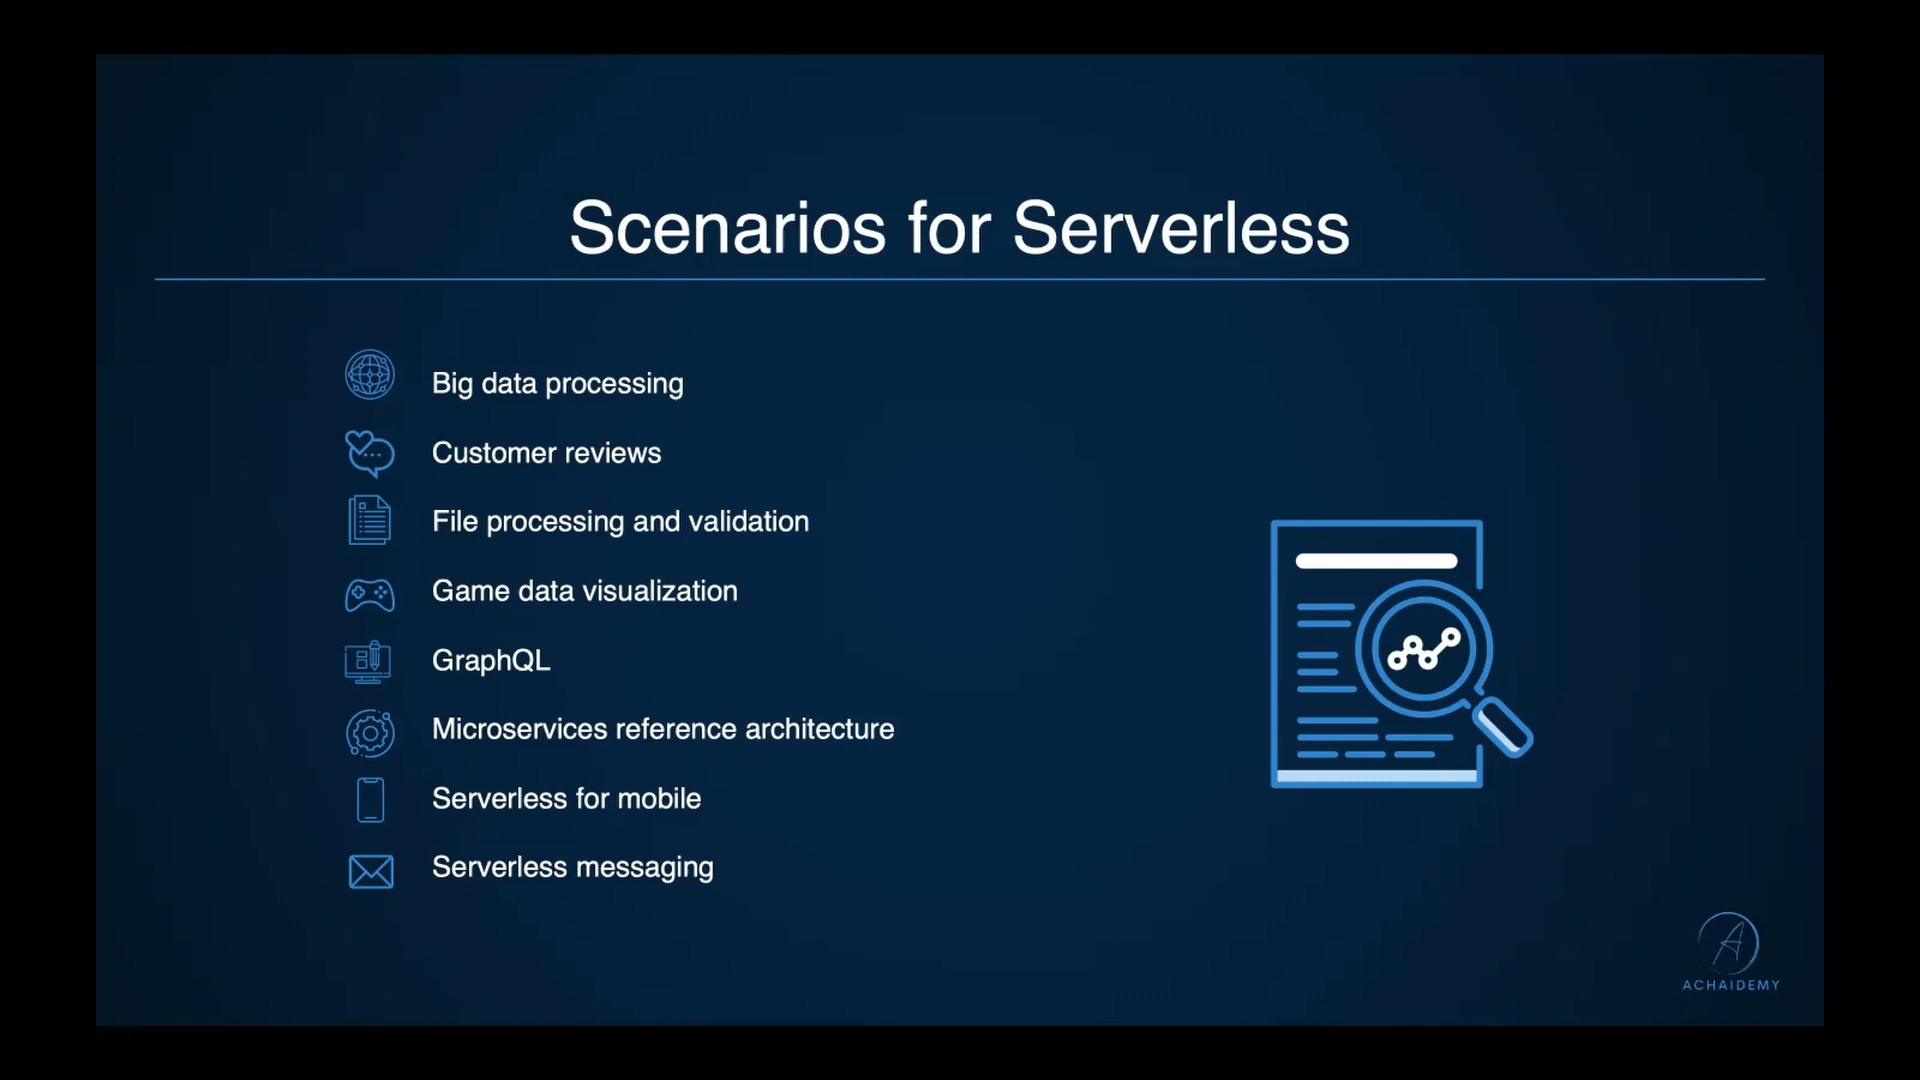 Scenarios for Serverless
Big data processing
Customer reviews
File processing and validation
Game data visualization
GraphQL
Microservices reference architecture
Serverless for mobile
Serverless messaging
A
ACHAIDEMY